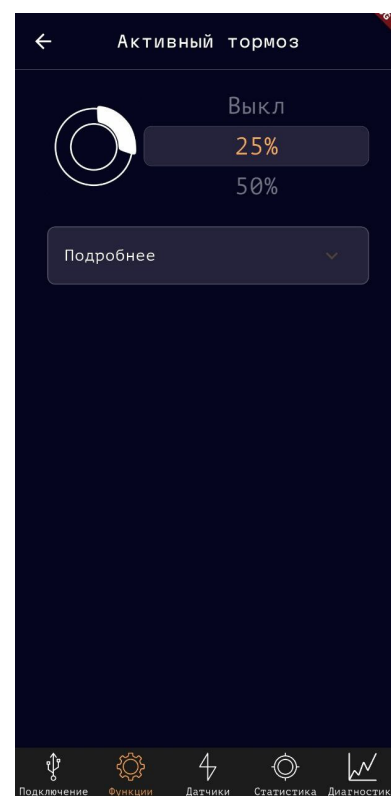 Активный тормоз
Выкл
25%
50%
Подробнее
Подключение
Функции
Датчики
Статистика
Диагностик